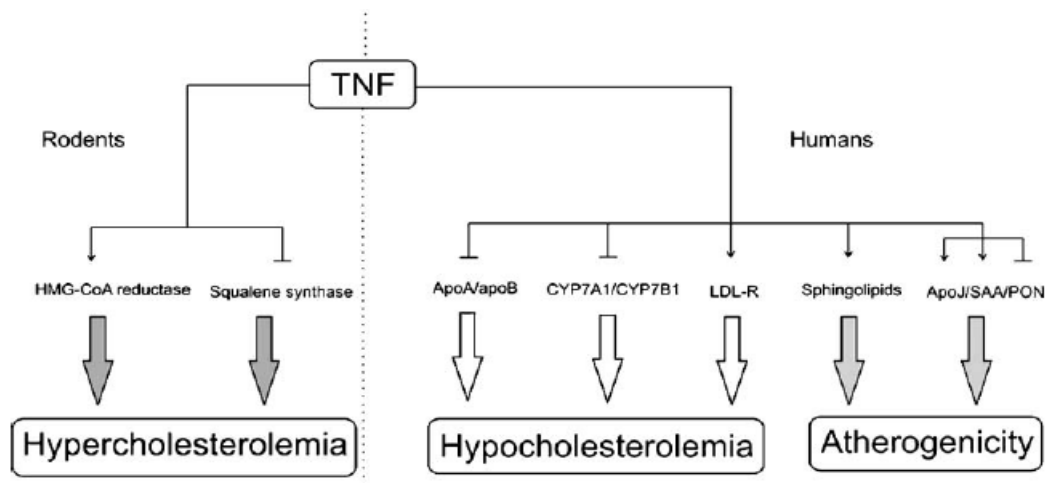 TNF
Rodents
Humans
HMG-CoA reductase
Squalene synthase
ApoA/apoB
CYP7A1/CYP7B1
LDL-R
Sphingolipids
ApoJ/SAA/PON
Hypercholesterolemia
Hypocholesterolemia
Atherogenicity